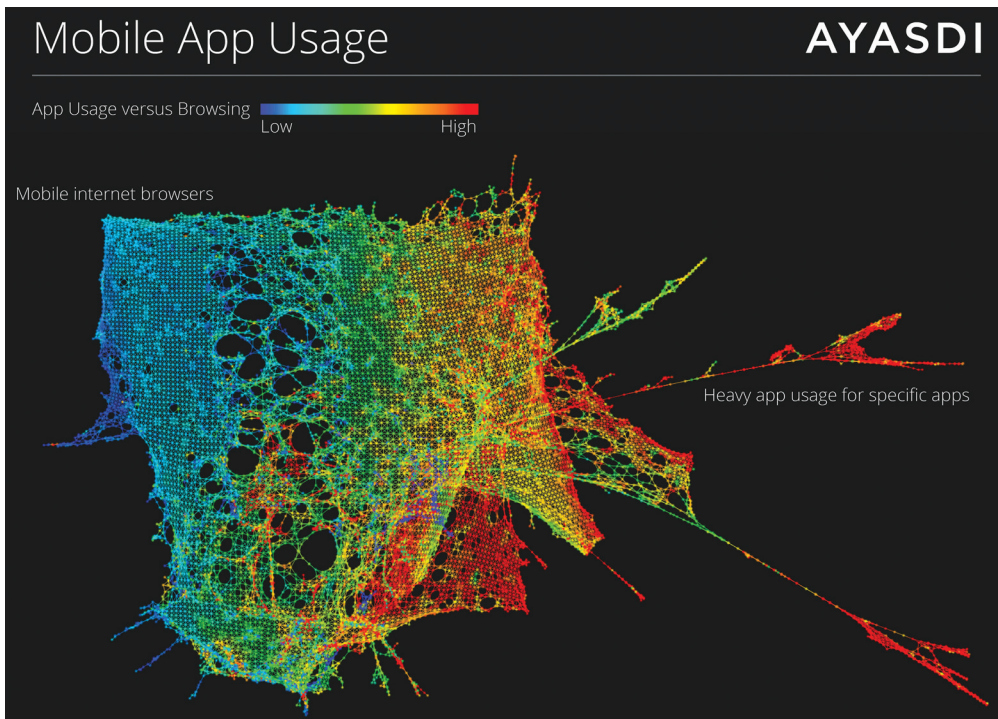 Mobile App Usage
AYASDI
App Usage versus Browsing
Low
High
Mobile internet browsers
Heavy app usage for specific apps